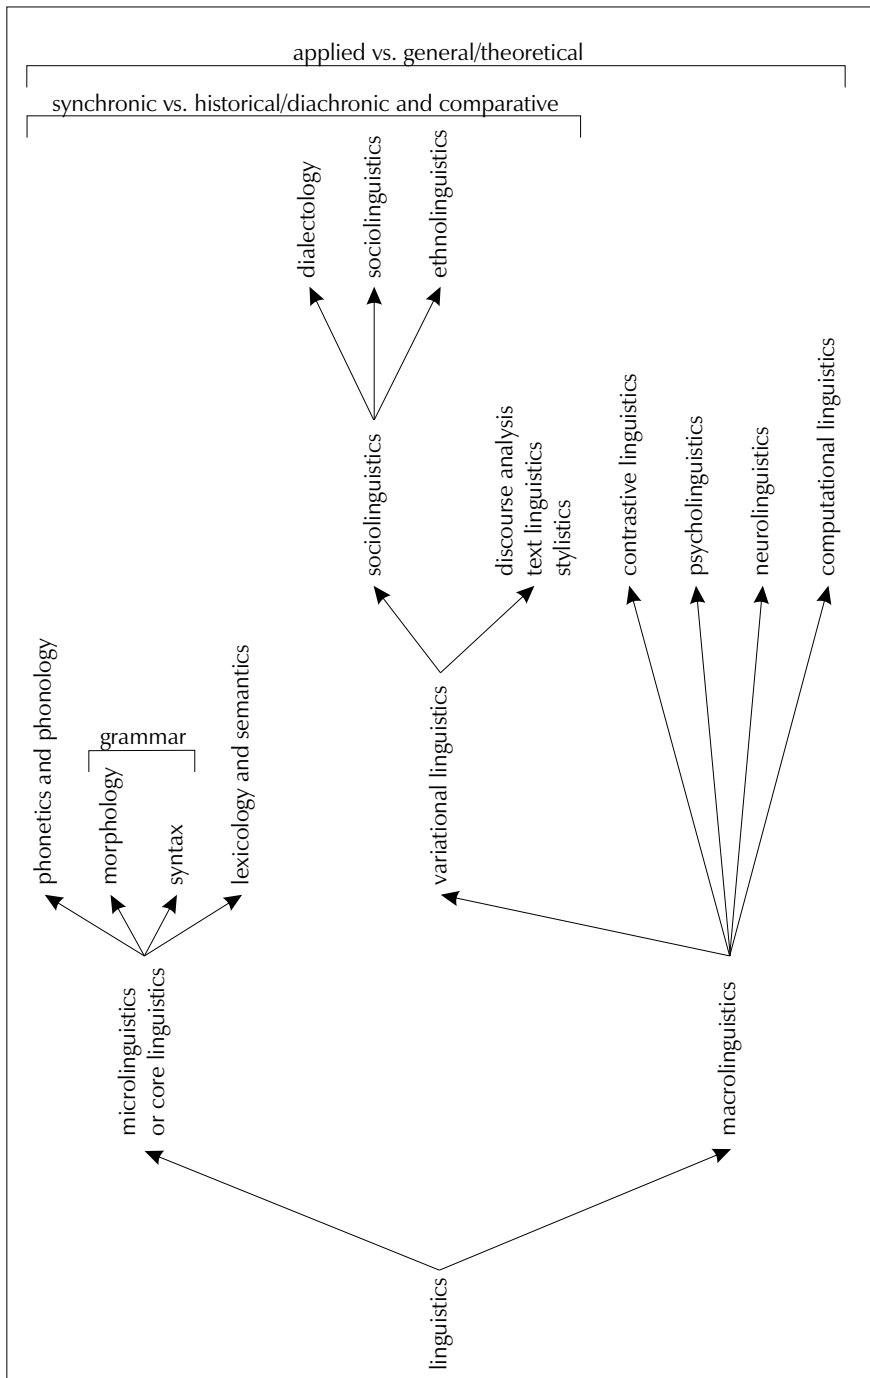 applied vs. general/theoretical
synchronic vs. historical/diachronic and comparative
dialectology
sociolinguistics
ethnolinguistics
sociolinguistics
discourse analysis
text linguistics
stylistics
contrastive linguistics
psycholinguistics
neurolinguistics
computational linguistics
phonetics and phonology
grammar
morphology
syntax
lexicology and semantics
variational linguistics
microlinguistics
or core linguistics
macrolinguistics
linguistics